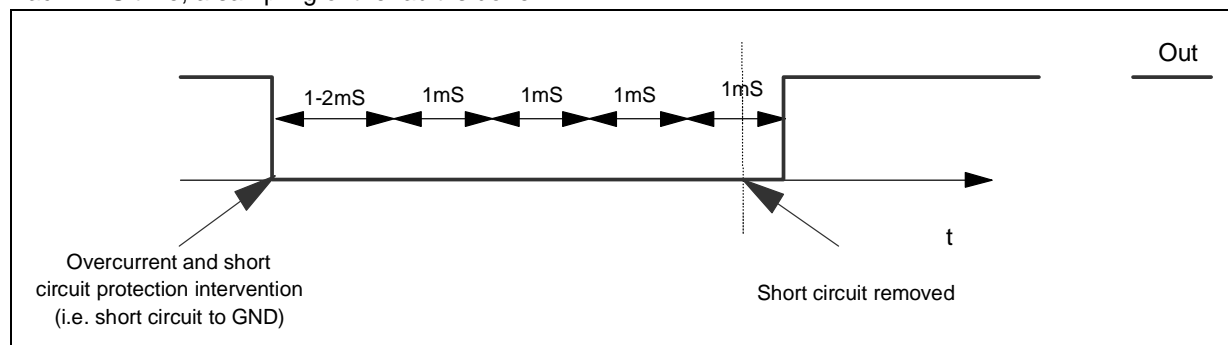 Out
1-2mS
1mS
1mS
1mS
1mS
t
Overcurrent and short
circuit protection intervention
(i.e. short circuit to GND)
Short circuit removed